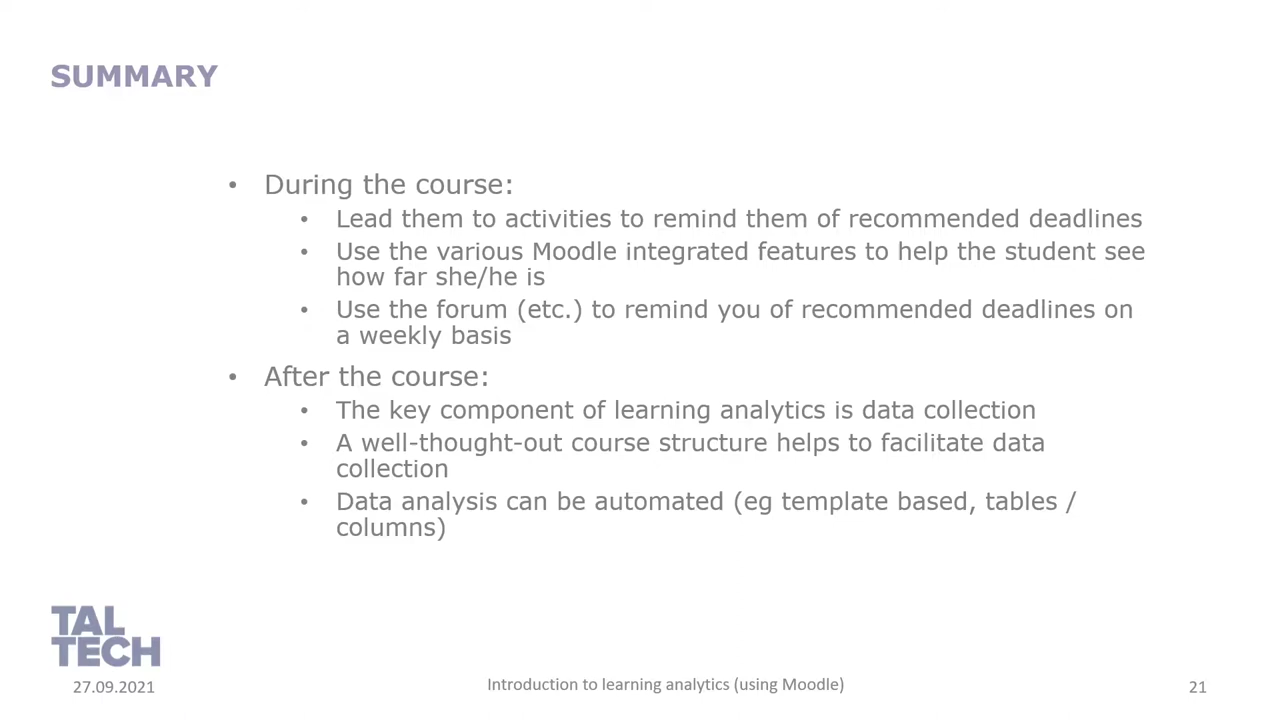 SUMMARY
• During the course:
• Lead them to activities to remind them of recommended deadlines
• Use the various Moodle integrated features to help the student see
how far she/he is
• Use the forum (etc.) to remind you of recommended deadlines on
a weekly basis
• After the course:
• The key component of learning analytics is data collection
• A well-thought-out course structure helps to facilitate data
collection
• Data analysis can be automated (eg template based, tables /
columns)
TAL
TECH
27.09.2021
Introduction to learning analytics (using Moodle)
21